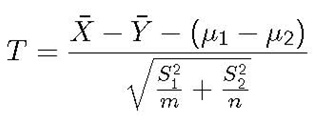 $T = \frac{\bar{X} - \bar{Y} - (\mu_1 - \mu_2)}{\sqrt{\frac{S_1^2}{m} + \frac{S_2^2}{n}}}$